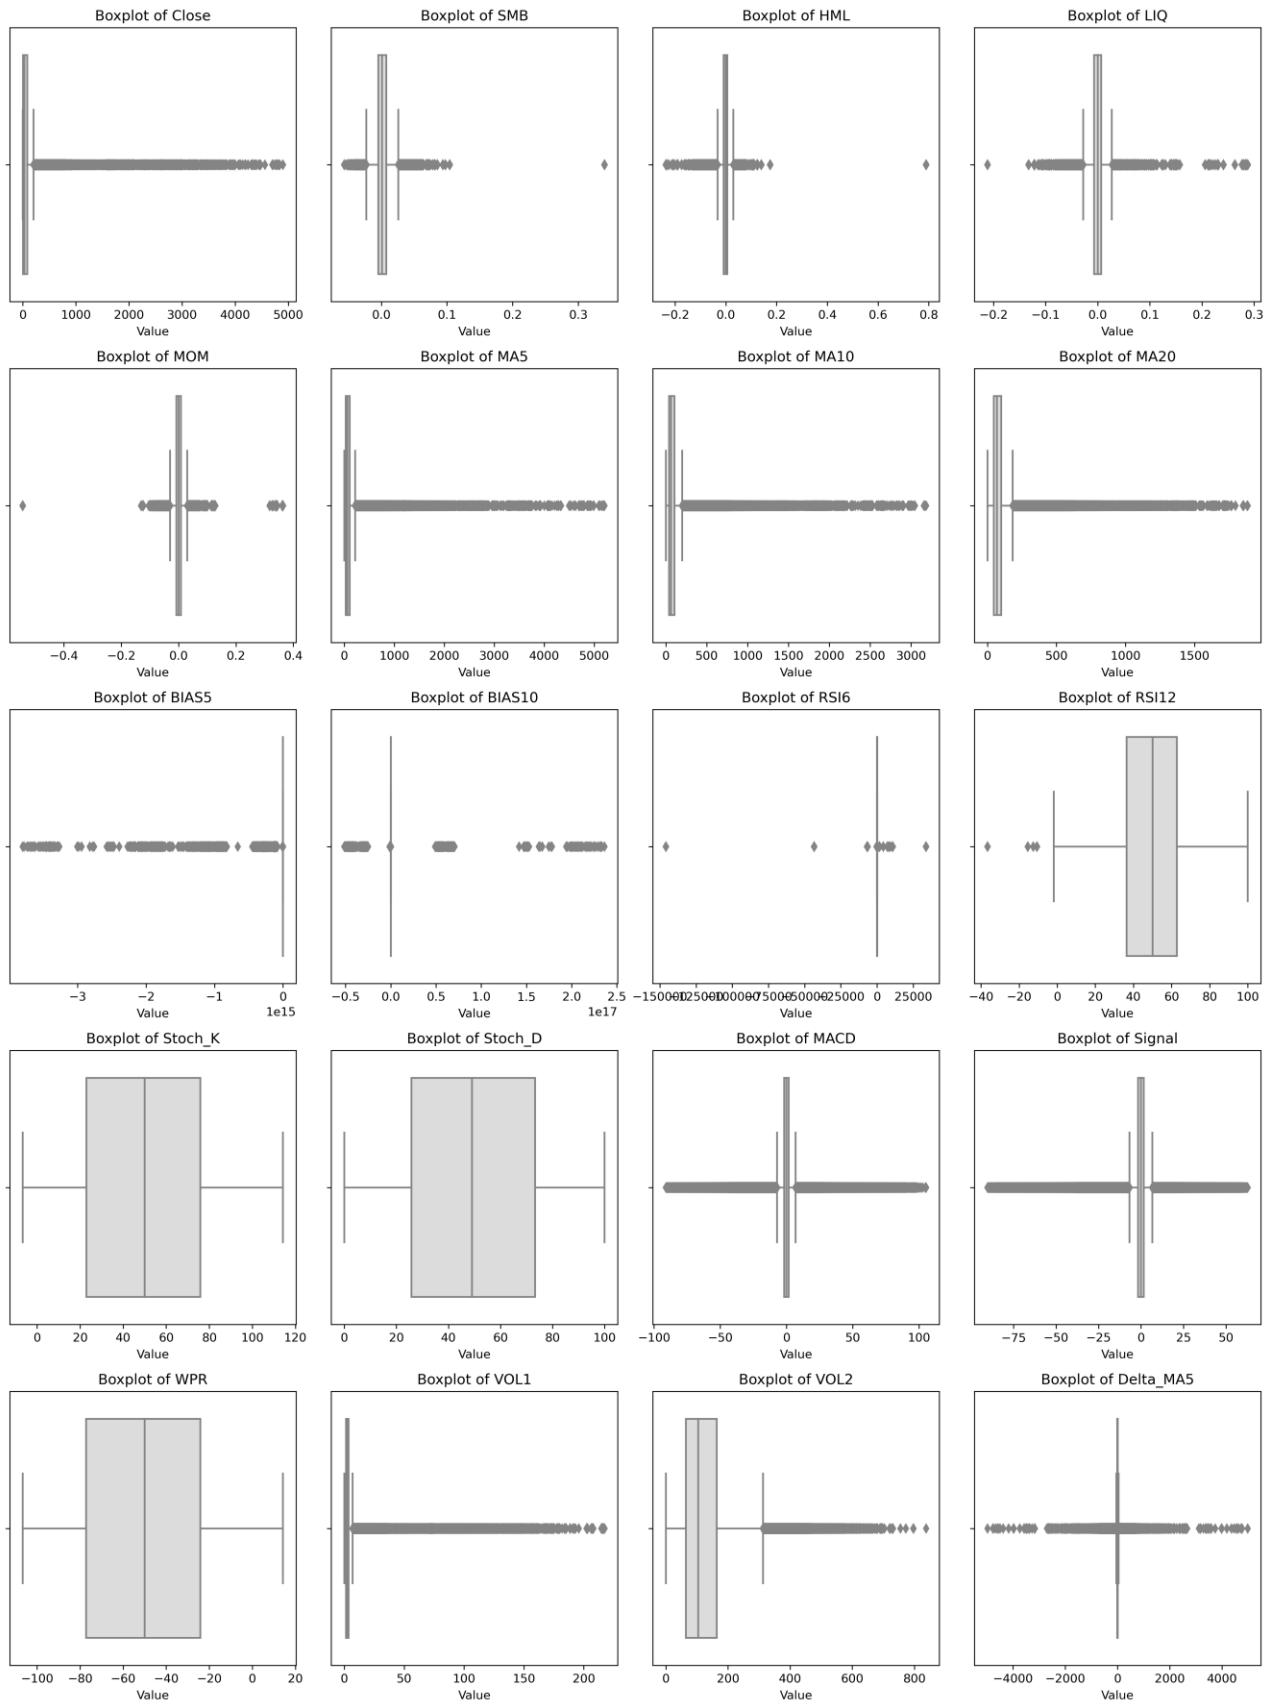 Boxplot of Close
Boxplot of SMB
Boxplot of HML
Boxplot of LIQ
0 1000 2000 3000 4000 5000
0.0 0.1 0.2 0.3
−0.2 0.0 0.2 0.4 0.6 0.8
−0.2 −0.1 0.0 0.1 0.2 0.3
Value
Value
Value
Value
Boxplot of MOM
Boxplot of MA5
Boxplot of MA10
Boxplot of MA20
−0.4 −0.2 0.0 0.2 0.4
0 1000 2000 3000 4000 5000
0 500 1000 1500 2000 2500 3000
0 500 1000 1500
Value
Value
Value
Value
Boxplot of BIAS5
Boxplot of BIAS10
Boxplot of RSI6
Boxplot of RSI12
−3 −2 −1 0
−0.5 0.0 0.5 1.0 1.5 2.0 2.5
−150000 −125000 −100000 −75000 −50000 −25000 0 25000
−40 −20 0 20 40 60 80 100
Value
1e15
Value
1e17
Value
Value
Boxplot of Stoch_K
Boxplot of Stoch_D
Boxplot of MACD
Boxplot of Signal
0 20 40 60 80 100 120
0 20 40 60 80 100
−100 −50 0 50 100
−75 −50 −25 0 25 50
Value
Value
Value
Value
Boxplot of WPR
Boxplot of VOL1
Boxplot of VOL2
Boxplot of Delta_MA5
−100 −80 −60 −40 −20 0 20
0 50 100 150 200
0 200 400 600 800
−4000 −2000 0 2000 4000
Value
Value
Value
Value